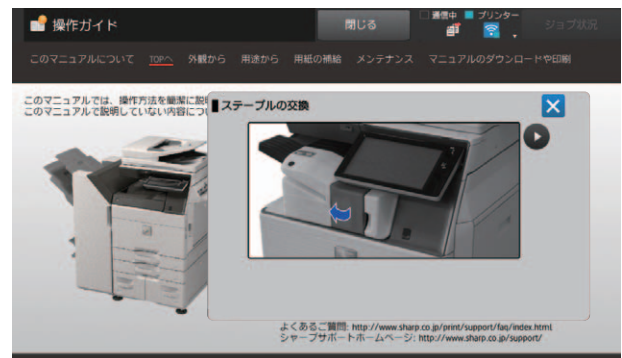 操作ガイド
閉じる
通信中
プリンター
ジョブ状況
このマニュアルについて TOPへ 外観から 用途から 用紙の補給 メンテナンス マニュアルのダウンロードや印刷
このマニュアルでは、操作方法を簡潔に説
このマニュアルで説明していない内容につ
ステープルの交換
よくあるご質問: http://www.sharp.co.jp/print/support/faq/index.html
シャープサポートホームページ: http://www.sharp.co.jp/support/